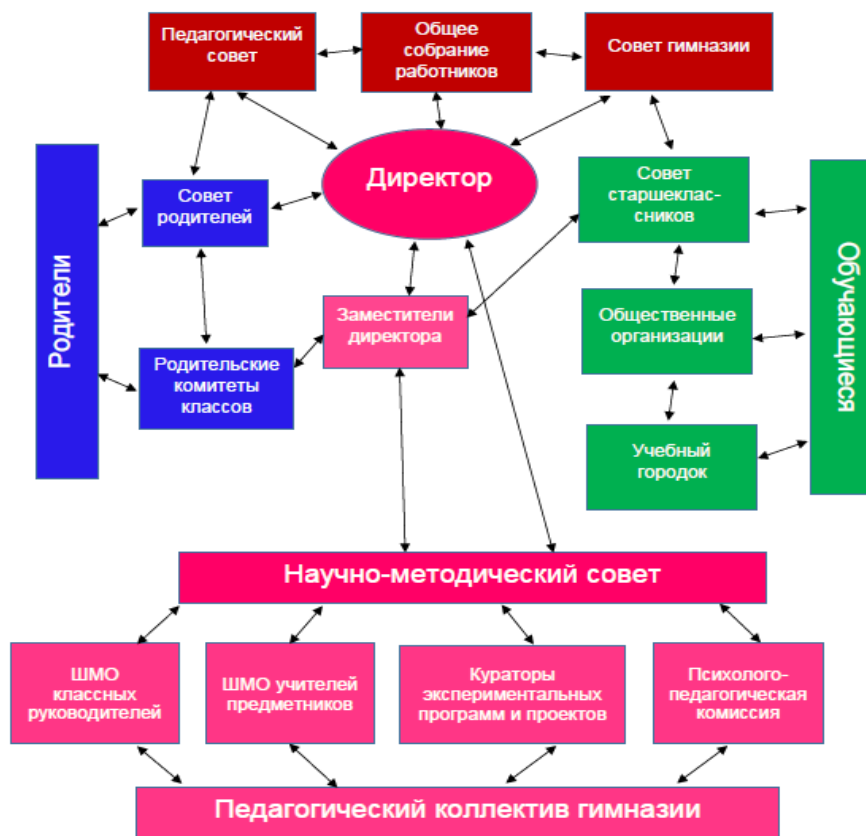 Педагогический
совет
Общее
собрание
работников
Совет гимназии
Директор
Родители
Совет
родителей
Совет
старшеклас-
сников
Обучающиеся
Заместители
директора
Общественные
организации
Родительские
комитеты
классов
Учебный
городок
Научно-методический совет
ШМО
классных
руководителей
ШМО учителей
предметников
Кураторы
экспериментальных
программ и проектов
Психолого-
педагогическая
комиссия
Педагогический коллектив гимназии